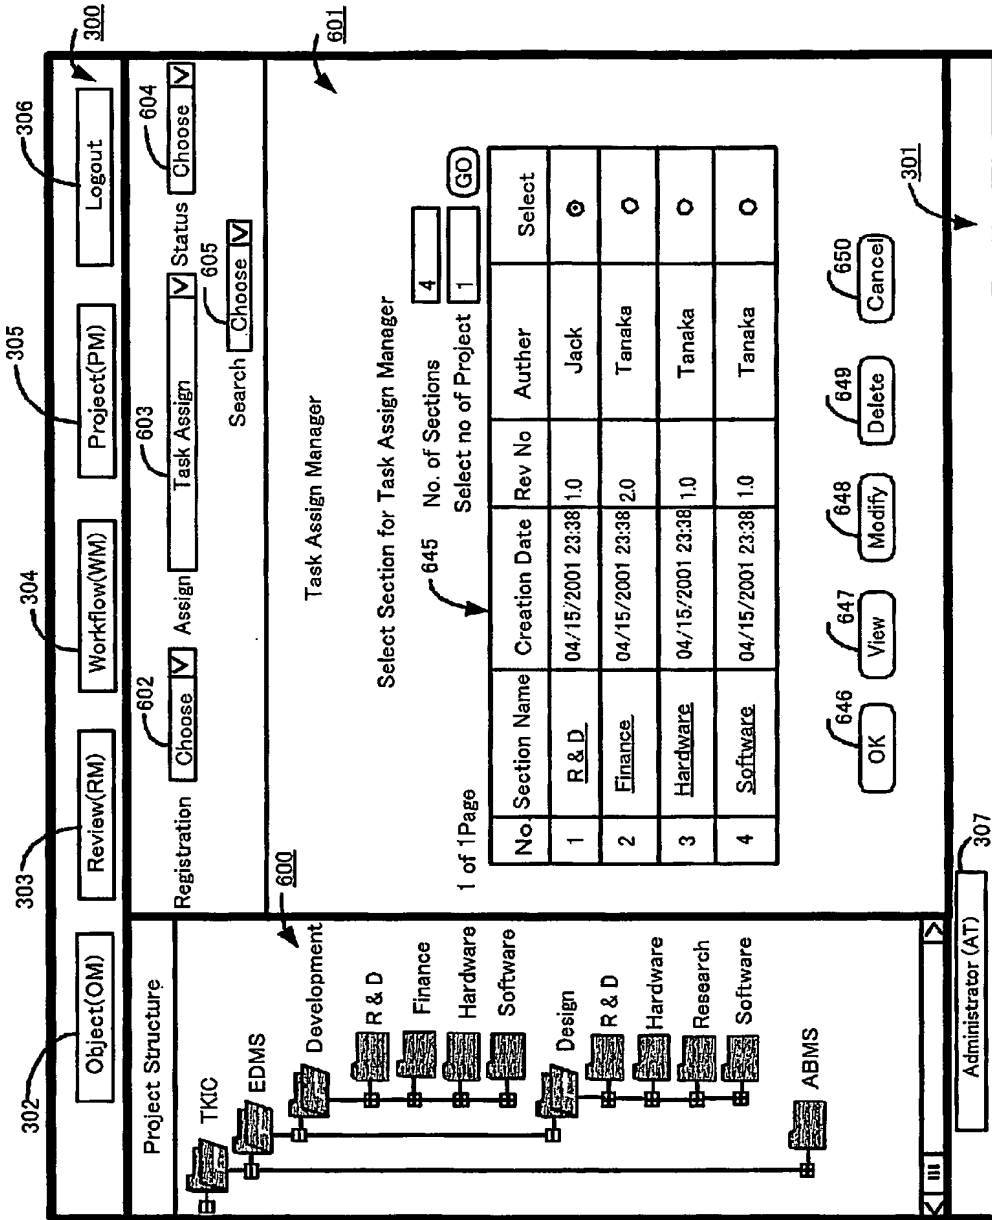 302 303 304 305 306
300
Object(OM) Review(RM) Workflow(WM) Project(PM) Logout
602 603 604
Registration Choose Assign Task Assign Status Choose
605
Search Choose
601
Project Structure
TKIC
EDMS
Development
R & D
Finance
Hardware
Software
Design
R & D
Hardware
Research
Software
ABMS
600
Task Assign Manager
Select Section for Task Assign Manager
645 No. of Sections 4
1 of 1Page Select no of Project 1 GO
No. Section Name Creation Date Rev No Auther Select
1 R & D 04/15/2001 23:38 1.0 Jack
2 Finance 04/15/2001 23:38 2.0 Tanaka
3 Hardware 04/15/2001 23:38 1.0 Tanaka
4 Software 04/15/2001 23:38 1.0 Tanaka
646 647 648 649 650
OK View Modify Delete Cancel
301
Administrator (AT)
307